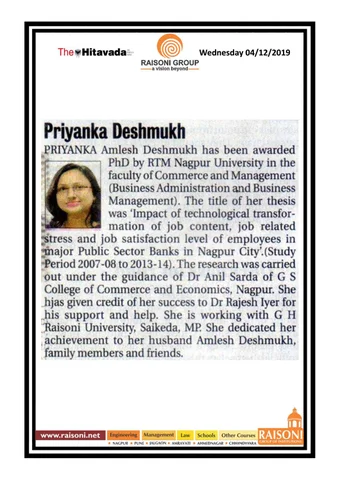 The Hitavada
RAISONI GROUP
a vision beyond
Wednesday 04/12/2019
Priyanka Deshmukh
PRIYANKA Amlesh Deshmukh has been awarded
PhD by RTM Nagpur University in the
faculty of Commerce and Management
(Business Administration and Business
Management). The title of her thesis
was 'Impact of technological transfor-
mation of job content, job related
stress and job satisfaction level of employees in
major Public Sector Banks in Nagpur City'.(Study
Period 2007-08 to 2013-14). The research was carried
out under the guidance of Dr Anil Sarda of G S
College of Commerce and Economics, Nagpur. She
hjas given credit of her success to Dr Rajesh Iyer for
his support and help. She is working with G H
Raisoni University, Saikeda, MP. She dedicated her
achievement to her husband Amlesh Deshmukh,
family members and friends.
www.raisoni.net
Engineering Management Law Schools Other Courses
RAISONI
NAGPUR PUNE JALGAON AMRAVATI AHMEDNAGAR CHHINDWARA